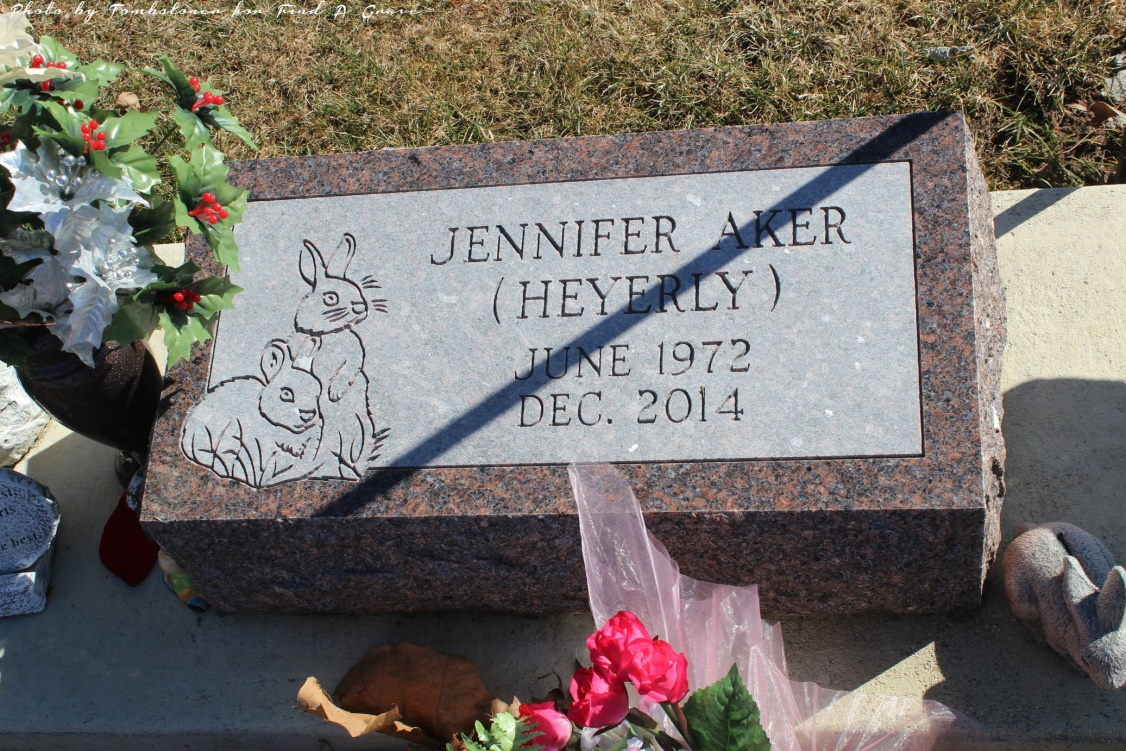 Photo by Tombstoner for Find A Grave
JENNIFER AKER
(HEYERLY)
JUNE 1972
DEC. 2014